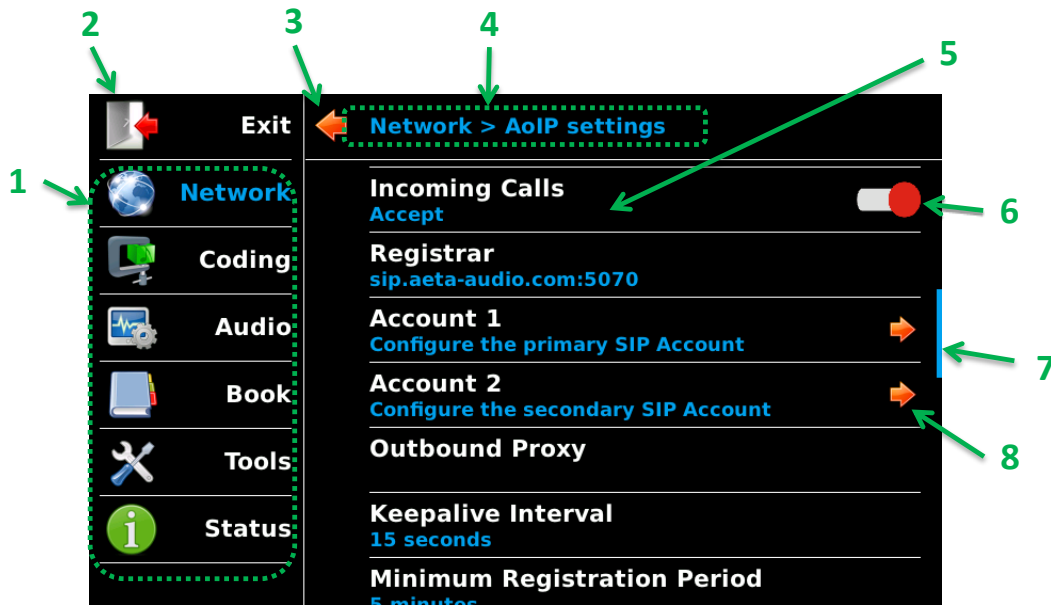 2
3
4
5
Exit
Network > AoIP settings
1
Network
Incoming Calls
Accept
6
Coding
Registrar
sip.aeta-audio.com:5070
Audio
Account 1
Configure the primary SIP Account
7
Book
Account 2
Configure the secondary SIP Account
8
Tools
Outbound Proxy
Status
Keepalive Interval
15 seconds
Minimum Registration Period
5 minutes